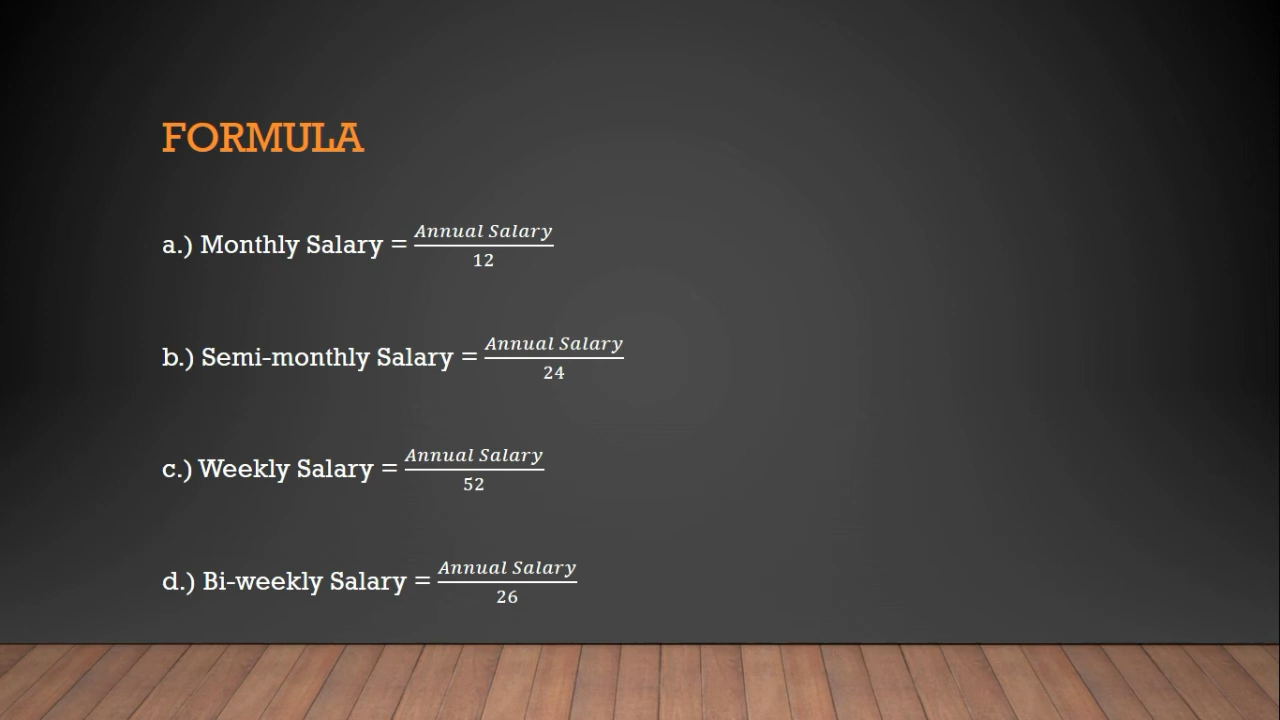 FORMULA
a.) Monthly Salary = Annual Salary / 12
b.) Semi-monthly Salary = Annual Salary / 24
c.) Weekly Salary = Annual Salary / 52
d.) Bi-weekly Salary = Annual Salary / 26